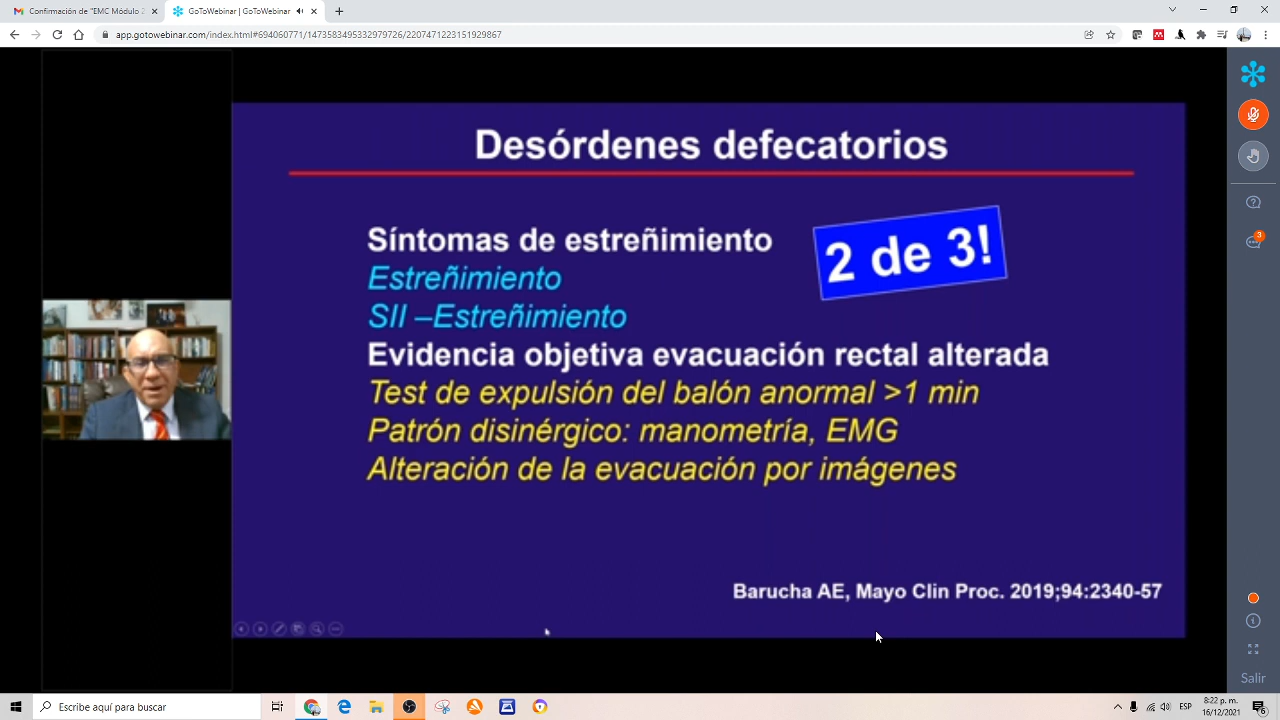 Confirmación de "EMC Módulo
GoToWebinar | GoToWebinar
app.gotowebinar.com/index.html#694060771/1473583495332979726/2207471223151929867
Desórdenes defecatorios
Síntomas de estreñimiento
2 de 3!
Estreñimiento
SII –Estreñimiento
Evidencia objetiva evacuación rectal alterada
Test de expulsión del balón anormal >1 min
Patrón disinérgico: manometría, EMG
Alteración de la evacuación por imágenes
Barucha AE, Mayo Clin Proc. 2019;94:2340-57
3
Salir
Escribe aquí para buscar
ESP
8:22 p. m.
16/12/2021